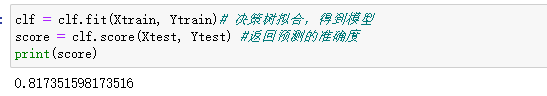 clf = clf.fit(Xtrain, Ytrain)# 决策树拟合，得到模型
score = clf.score(Xtest, Ytest) #返回预测的准确度
print(score)
0.817351598173516